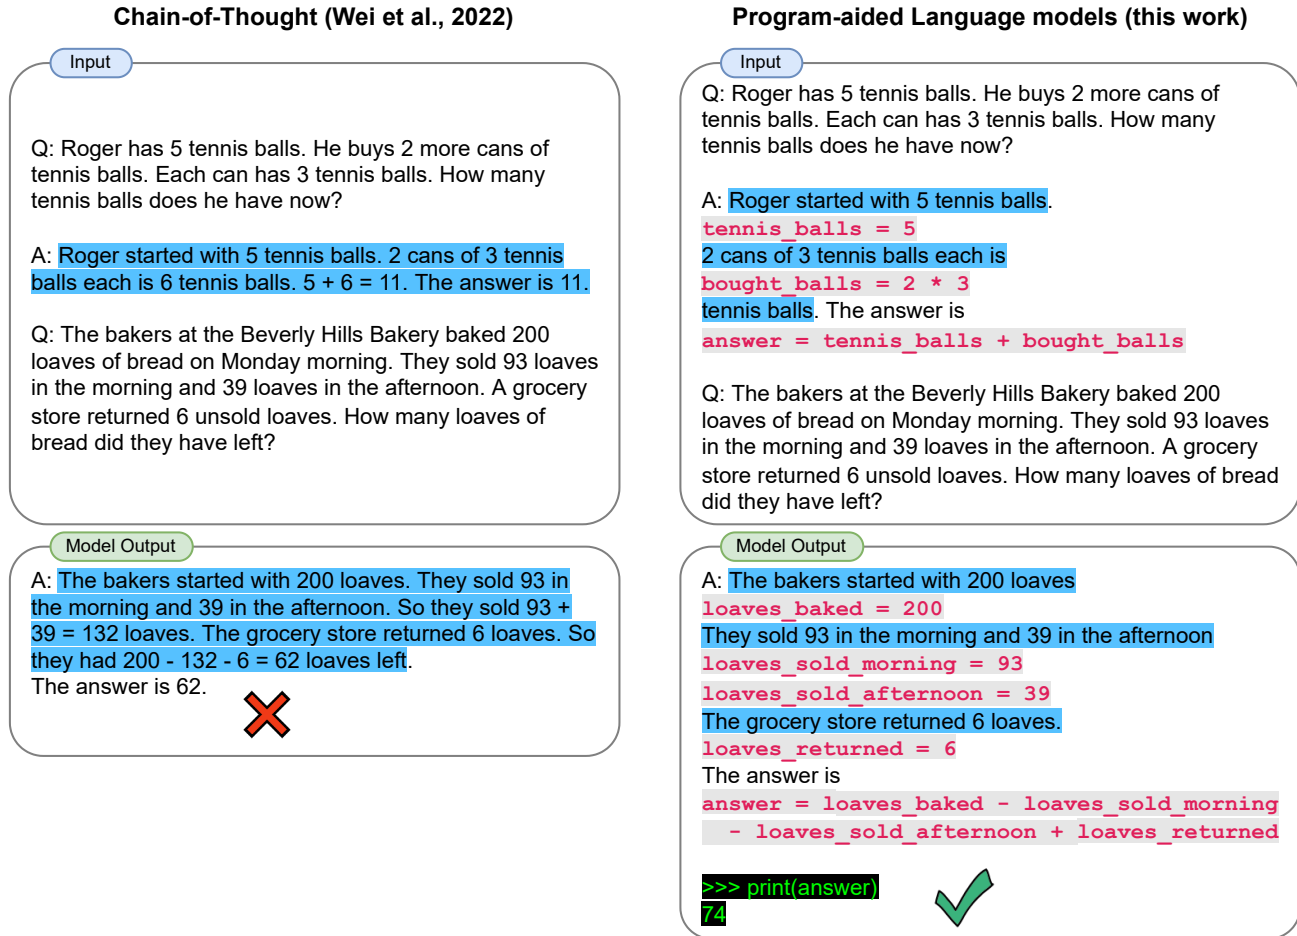 Chain-of-Thought (Wei et al., 2022)
Input
Q: Roger has 5 tennis balls. He buys 2 more cans of
tennis balls. Each can has 3 tennis balls. How many
tennis balls does he have now?
A: Roger started with 5 tennis balls. 2 cans of 3 tennis
balls each is 6 tennis balls. 5 + 6 = 11. The answer is 11.
Q: The bakers at the Beverly Hills Bakery baked 200
loaves of bread on Monday morning. They sold 93 loaves
in the morning and 39 loaves in the afternoon. A grocery
store returned 6 unsold loaves. How many loaves of
bread did they have left?
Model Output
A: The bakers started with 200 loaves. They sold 93 in
the morning and 39 in the afternoon. So they sold 93 +
39 = 132 loaves. The grocery store returned 6 loaves. So
they had 200 - 132 - 6 = 62 loaves left.
The answer is 62.
Program-aided Language models (this work)
Input
Q: Roger has 5 tennis balls. He buys 2 more cans of
tennis balls. Each can has 3 tennis balls. How many
tennis balls does he have now?
A: Roger started with 5 tennis balls.
tennis_balls = 5
2 cans of 3 tennis balls each is
bought_balls = 2 * 3
tennis balls. The answer is
answer = tennis_balls + bought_balls
Q: The bakers at the Beverly Hills Bakery baked 200
loaves of bread on Monday morning. They sold 93 loaves
in the morning and 39 loaves in the afternoon. A grocery
store returned 6 unsold loaves. How many loaves of bread
did they have left?
Model Output
A: The bakers started with 200 loaves
loaves_baked = 200
They sold 93 in the morning and 39 in the afternoon
loaves_sold_morning = 93
loaves_sold_afternoon = 39
The grocery store returned 6 loaves.
loaves_returned = 6
The answer is
answer = loaves_baked - loaves_sold_morning
- loaves_sold_afternoon + loaves_returned
>>> print(answer)
74